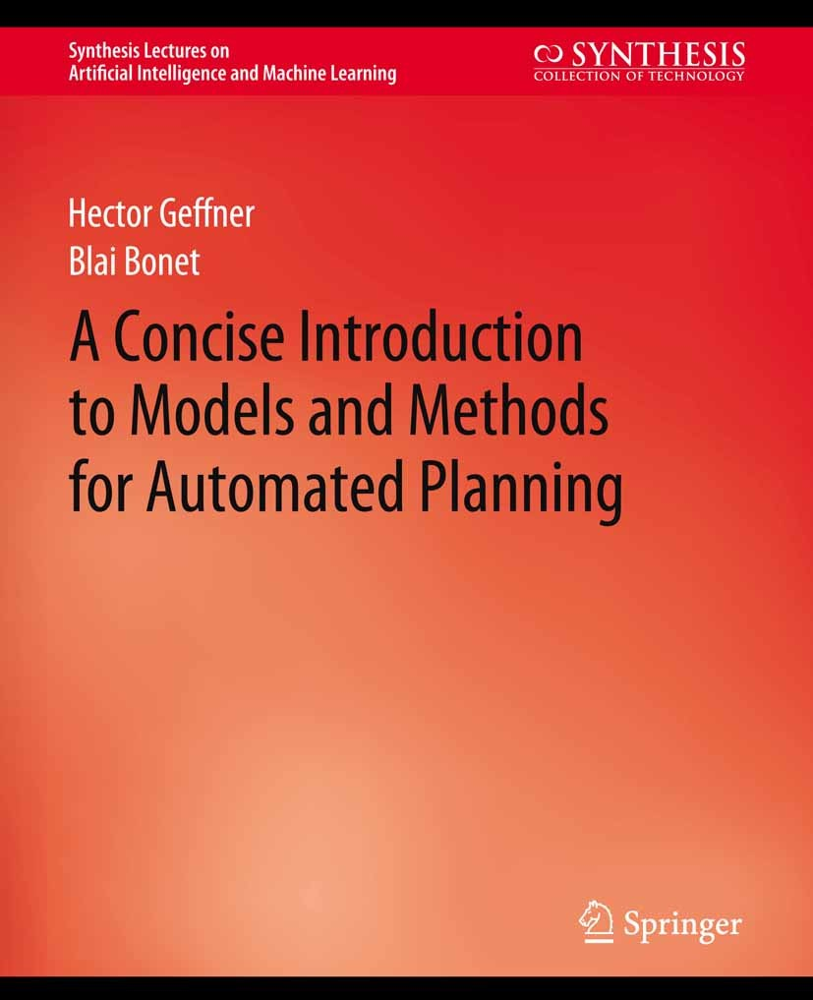 Synthesis Lectures on
Artificial Intelligence and Machine Learning
SYNTHESIS
COLLECTION OF TECHNOLOGY
Hector Geffner
Blai Bonet
A Concise Introduction
to Models and Methods
for Automated Planning
Springer